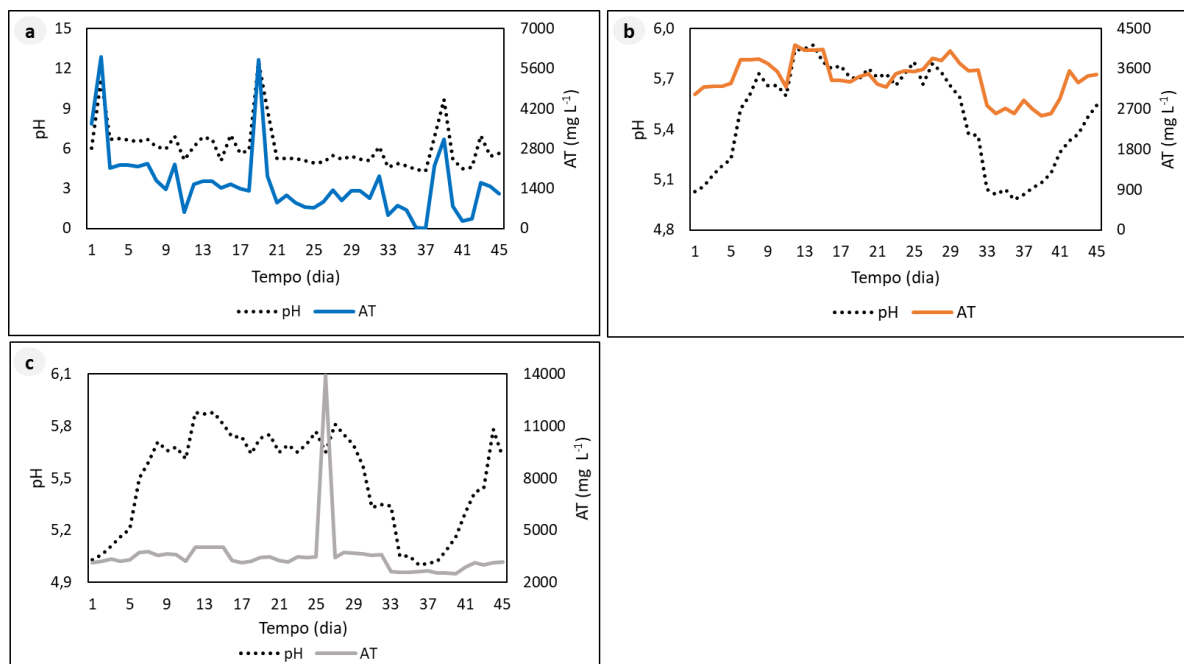 a
15
12
9
6
3
0
pH
7000
5600
4200
2800
1400
0
AT (mg L⁻¹)
1 5 9 13 17 21 25 29 33 37 41 45
Tempo (dia)
pH AT
b
6,0
5,7
5,4
5,1
4,8
pH
4500
3600
2700
1800
900
0
AT (mg L⁻¹)
1 5 9 13 17 21 25 29 33 37 41 45
Tempo (dia)
pH AT
c
6,1
5,8
5,5
5,2
4,9
pH
14000
11000
8000
5000
2000
AT (mg L⁻¹)
1 5 9 13 17 21 25 29 33 37 41 45
Tempo (dia)
pH AT